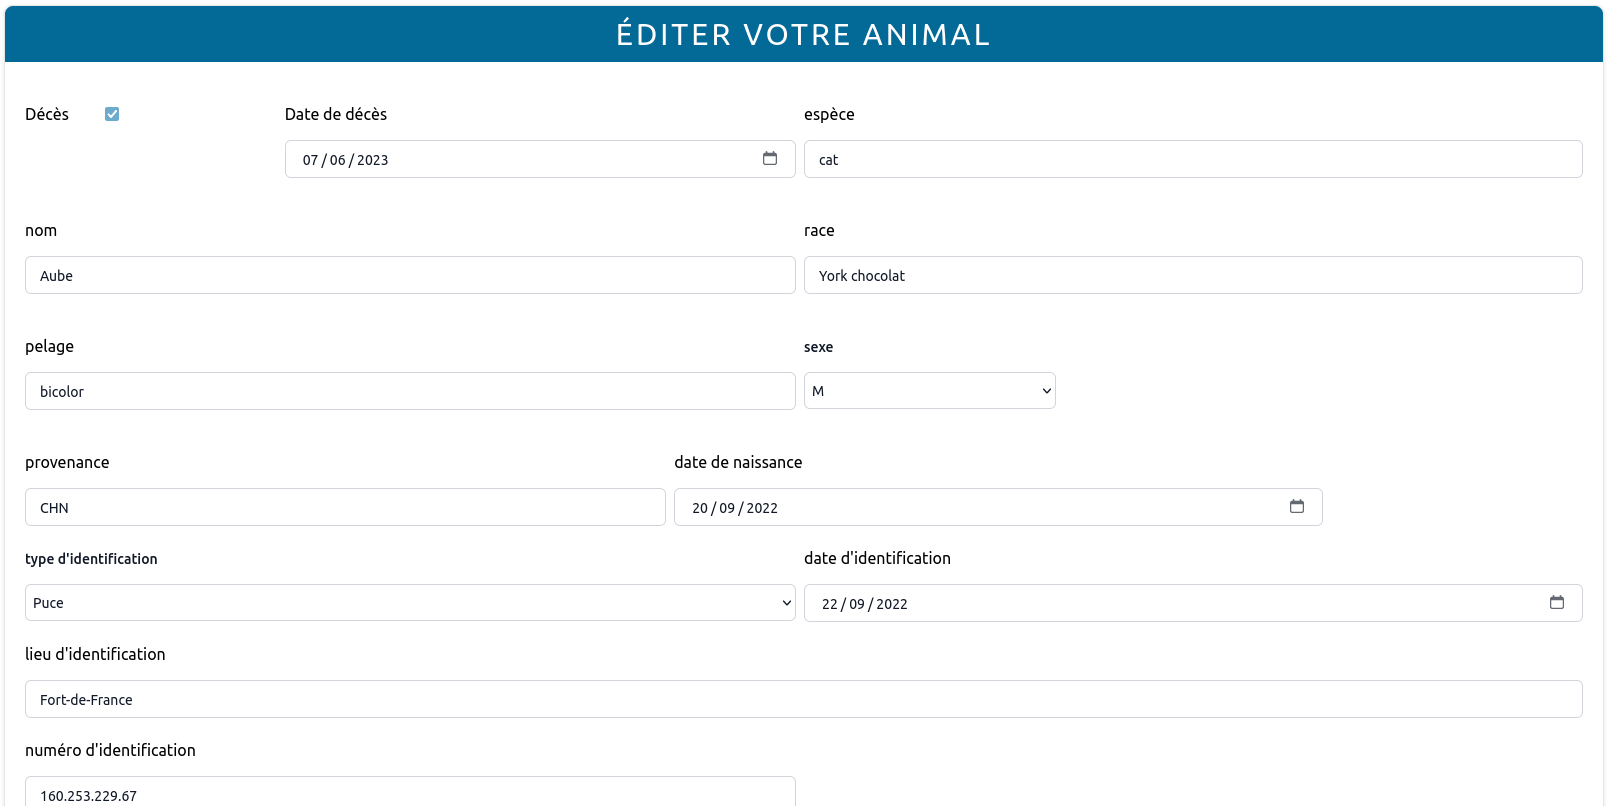 ÉDITER VOTRE ANIMAL
Décès
Date de décès
espèce
07 / 06 / 2023
cat
nom
race
Aube
York chocolat
pelage
sexe
bicolor
M
provenance
date de naissance
CHN
20 / 09 / 2022
type d'identification
date d'identification
Puce
22 / 09 / 2022
lieu d'identification
Fort-de-France
numéro d'identification
160.253.229.67